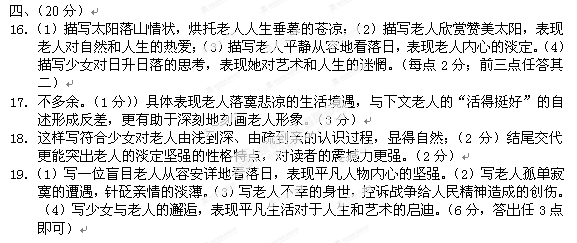 四、（20 分）
16.（1）描写太阳落山情状，烘托老人人生垂暮的苍凉；（2）描写老人欣赏赞美太阳，表现
老人对自然和人生的热爱；（3）描写老人平静从容地看落日，表现老人内心的淡定。（4）
描写少女对日升日落的思考，表现她对艺术和人生的迷惘。（每点 2 分；前三点任答其
二）
17. 不多余。（1 分））具体表现老人落寞悲凉的生活境遇，与下文老人的“活得挺好”的自
述形成反差，更有助于深刻地刻画老人形象。（3 分）
18. 这样写符合少女对老人由浅到深、由疏到亲的认识过程，显得自然；（2 分）结尾交代
更能突出老人的淡定坚强的性格特点，对读者的震撼力更强。（2 分）
19.（1）写一位盲目老人从容安详地看落日，表现平凡人物内心的坚强。（2）写老人孤单寂
寞的遭遇，针砭亲情的淡薄。（3）写老人不幸的身世，控诉战争给人民精神造成的创伤。
（4）写少女与老人的邂逅，表现平凡生活对于人生和艺术的启迪。（6 分，答出任 3 点
即可）